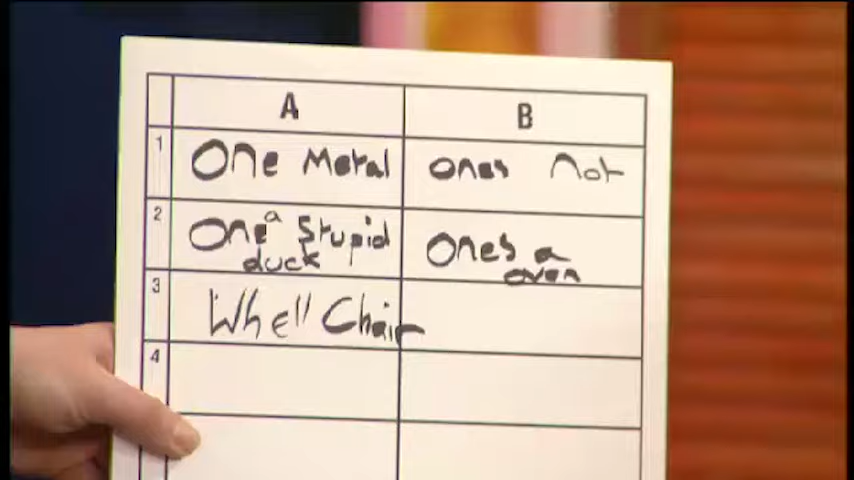 A B
1 One Metal Ones Not
2 One a Stupid duck Ones a oven
3 Whell Chair
4